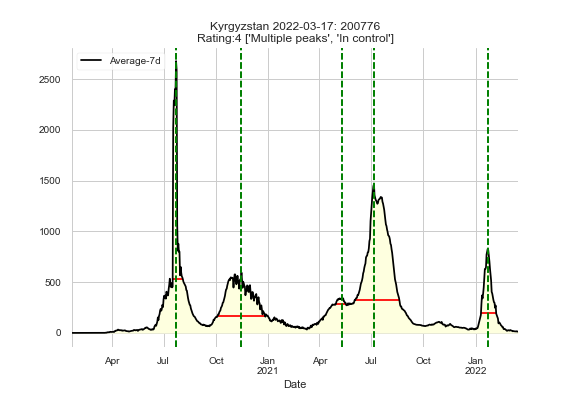 Kyrgyzstan 2022-03-17: 200776
Rating:4 ['Multiple peaks', 'In control']
Average-7d
2500
2000
1500
1000
500
0
Apr Jul Oct Jan Apr Jul Oct Jan
2021 2022
Date